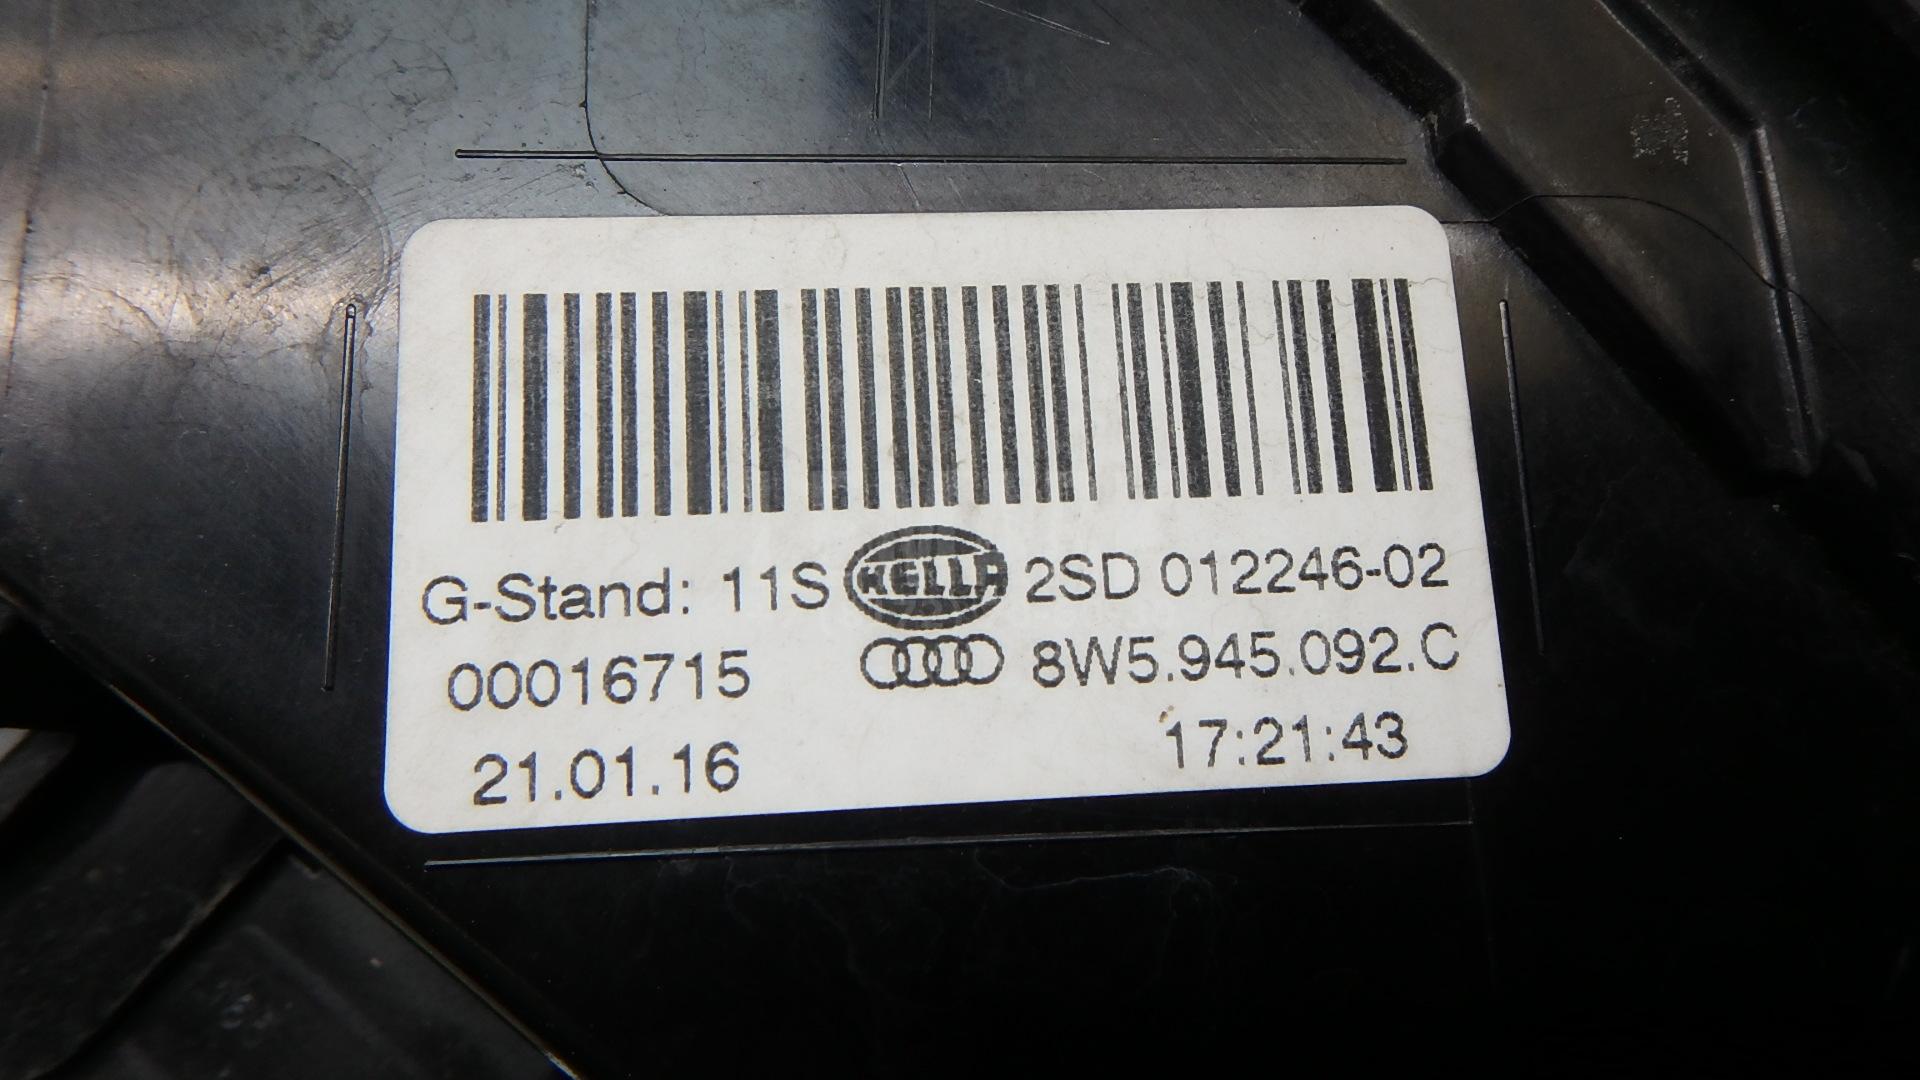 G-Stand: 11S HELLA 2SD 012246-02
00016715 8W5.945.092.C
21.01.16 17:21:43